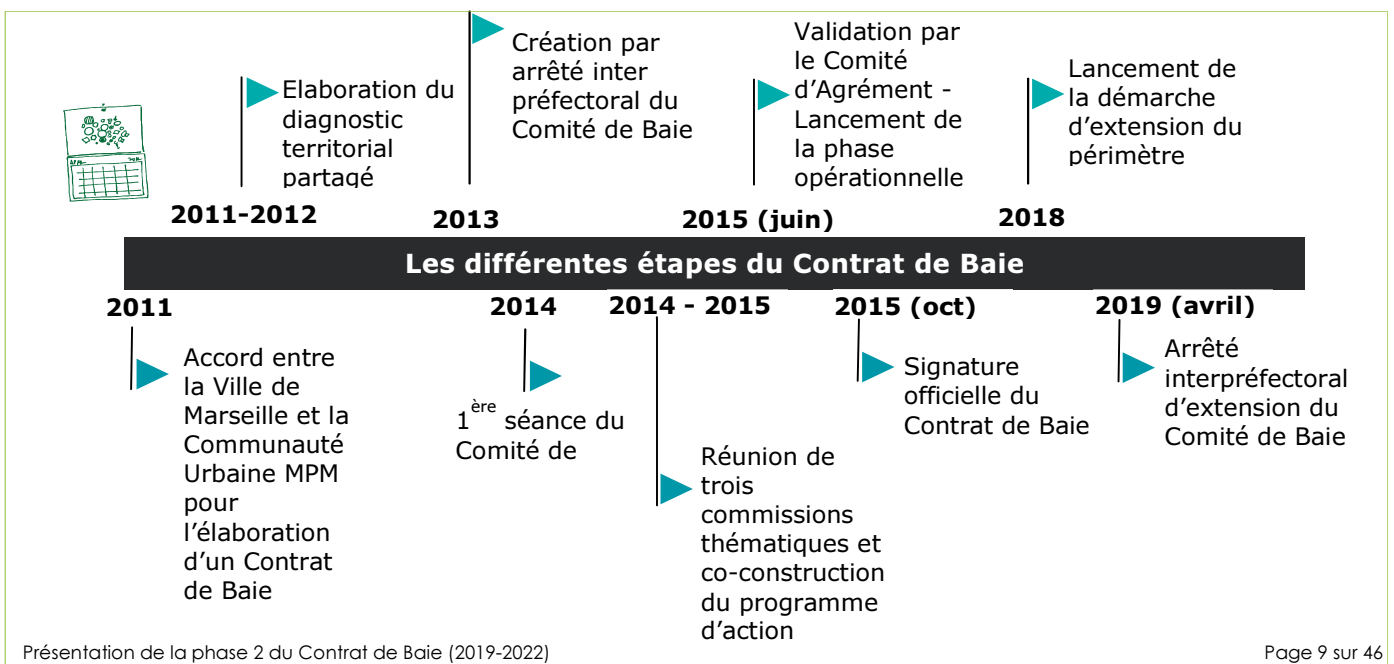 Elaboration du
diagnostic
territorial
partagé
2011-2012
Création par
arrêté inter
préfectoral du
Comité de Baie
2013
Validation par
le Comité
d’Agrément -
Lancement de
la phase
opérationnelle
2015 (juin)
Lancement de
la démarche
d’extension du
périmètre
2018
Les différentes étapes du Contrat de Baie
2011
Accord entre
la Ville de
Marseille et la
Communauté
Urbaine MPM
pour
l’élaboration
d’un Contrat
de Baie
2014
1ère séance du
Comité de
2014 - 2015
Réunion de
trois
commissions
thématiques et
co-construction
du programme
d’action
2015 (oct)
Signature
officielle du
Contrat de Baie
2019 (avril)
Arrêté
interpréfectoral
d’extension du
Comité de Baie
Présentation de la phase 2 du Contrat de Baie (2019-2022)
Page 9 sur 46